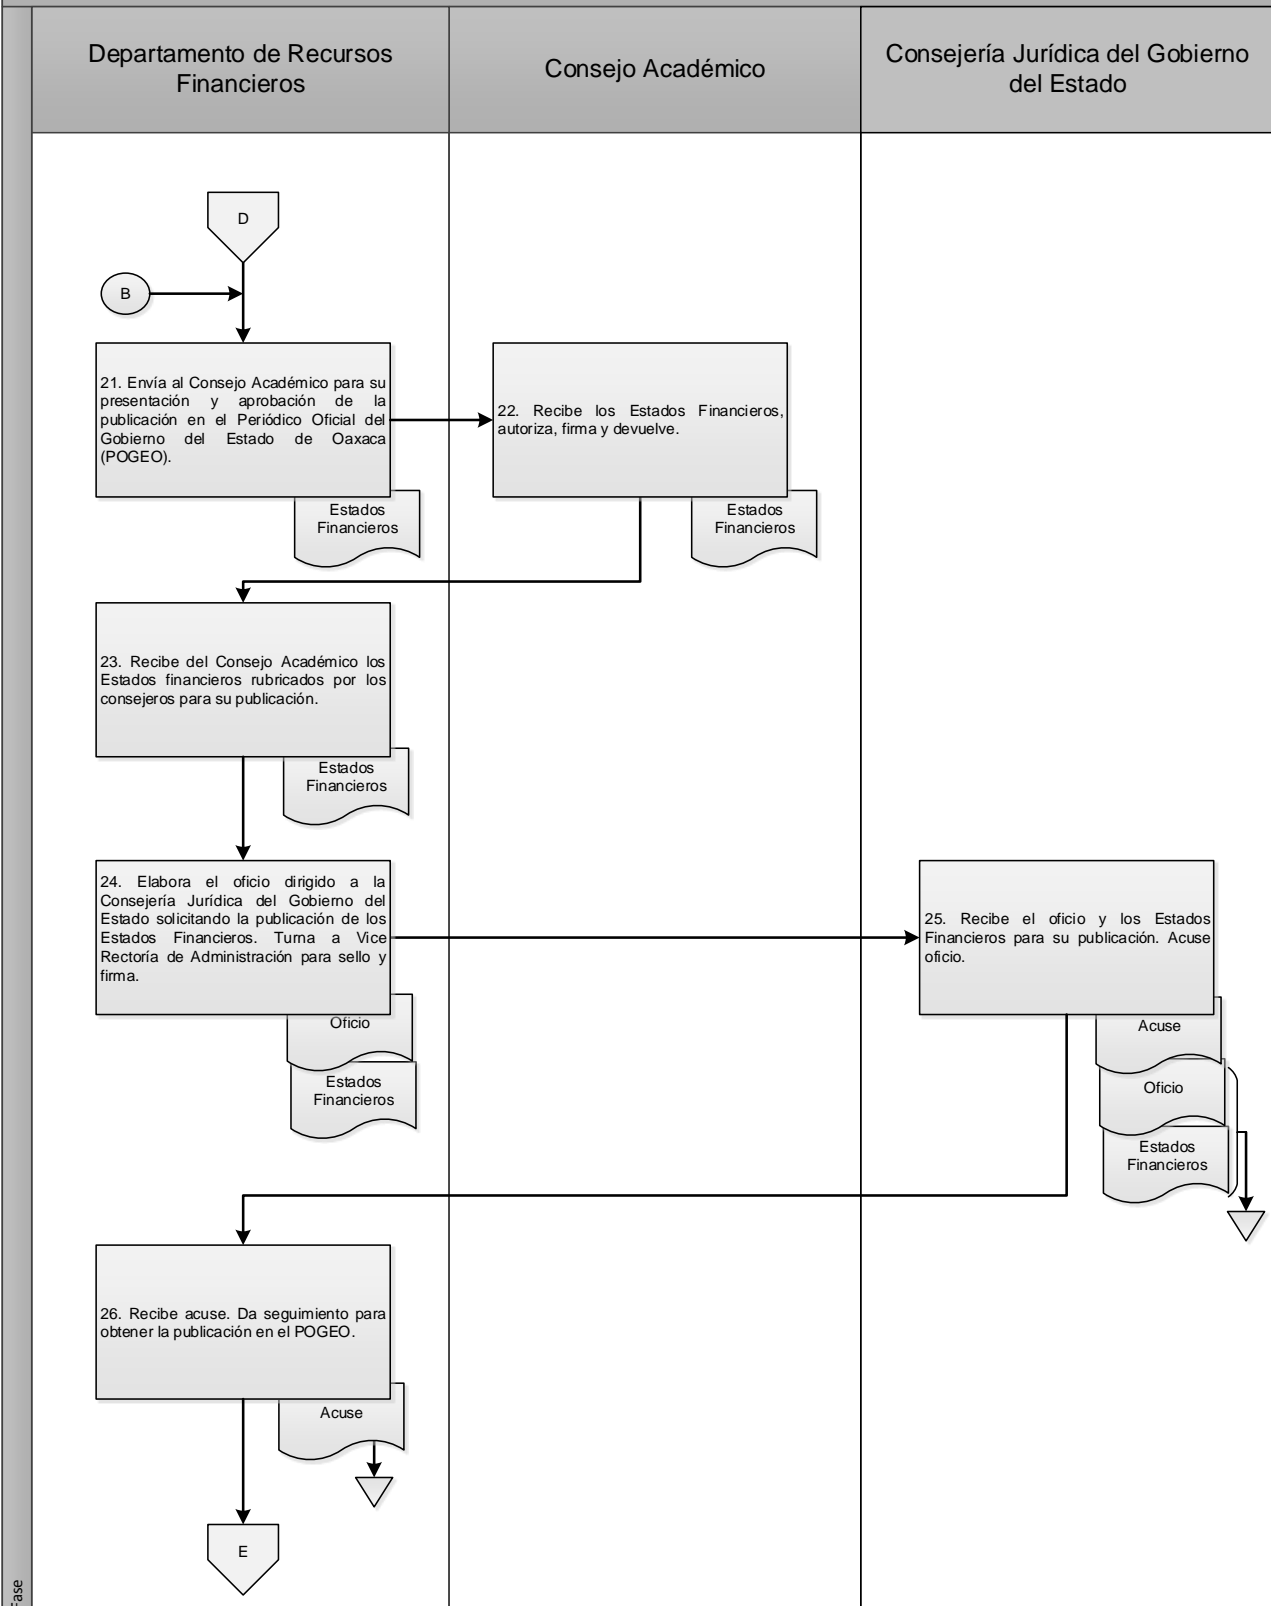 Departamento de Recursos
Financieros
Consejo Académico
Consejería Jurídica del Gobierno
del Estado
D
B
21. Envía al Consejo Académico para su
presentación y aprobación de la
publicación en el Periódico Oficial del
Gobierno del Estado de Oaxaca
(POGEO).
Estados
Financieros
22. Recibe los Estados Financieros,
autoriza, firma y devuelve.
Estados
Financieros
23. Recibe del Consejo Académico los
Estados financieros rubricados por los
consejeros para su publicación.
Estados
Financieros
24. Elabora el oficio dirigido a la
Consejería Jurídica del Gobierno del
Estado solicitando la publicación de los
Estados Financieros. Turna a Vice
Rectoría de Administración para sello y
firma.
Oficio
Estados
Financieros
25. Recibe el oficio y los Estados
Financieros para su publicación. Acuse
oficio.
Acuse
Oficio
Estados
Financieros
26. Recibe acuse. Da seguimiento para
obtener la publicación en el POGEO.
Acuse
E
Fase